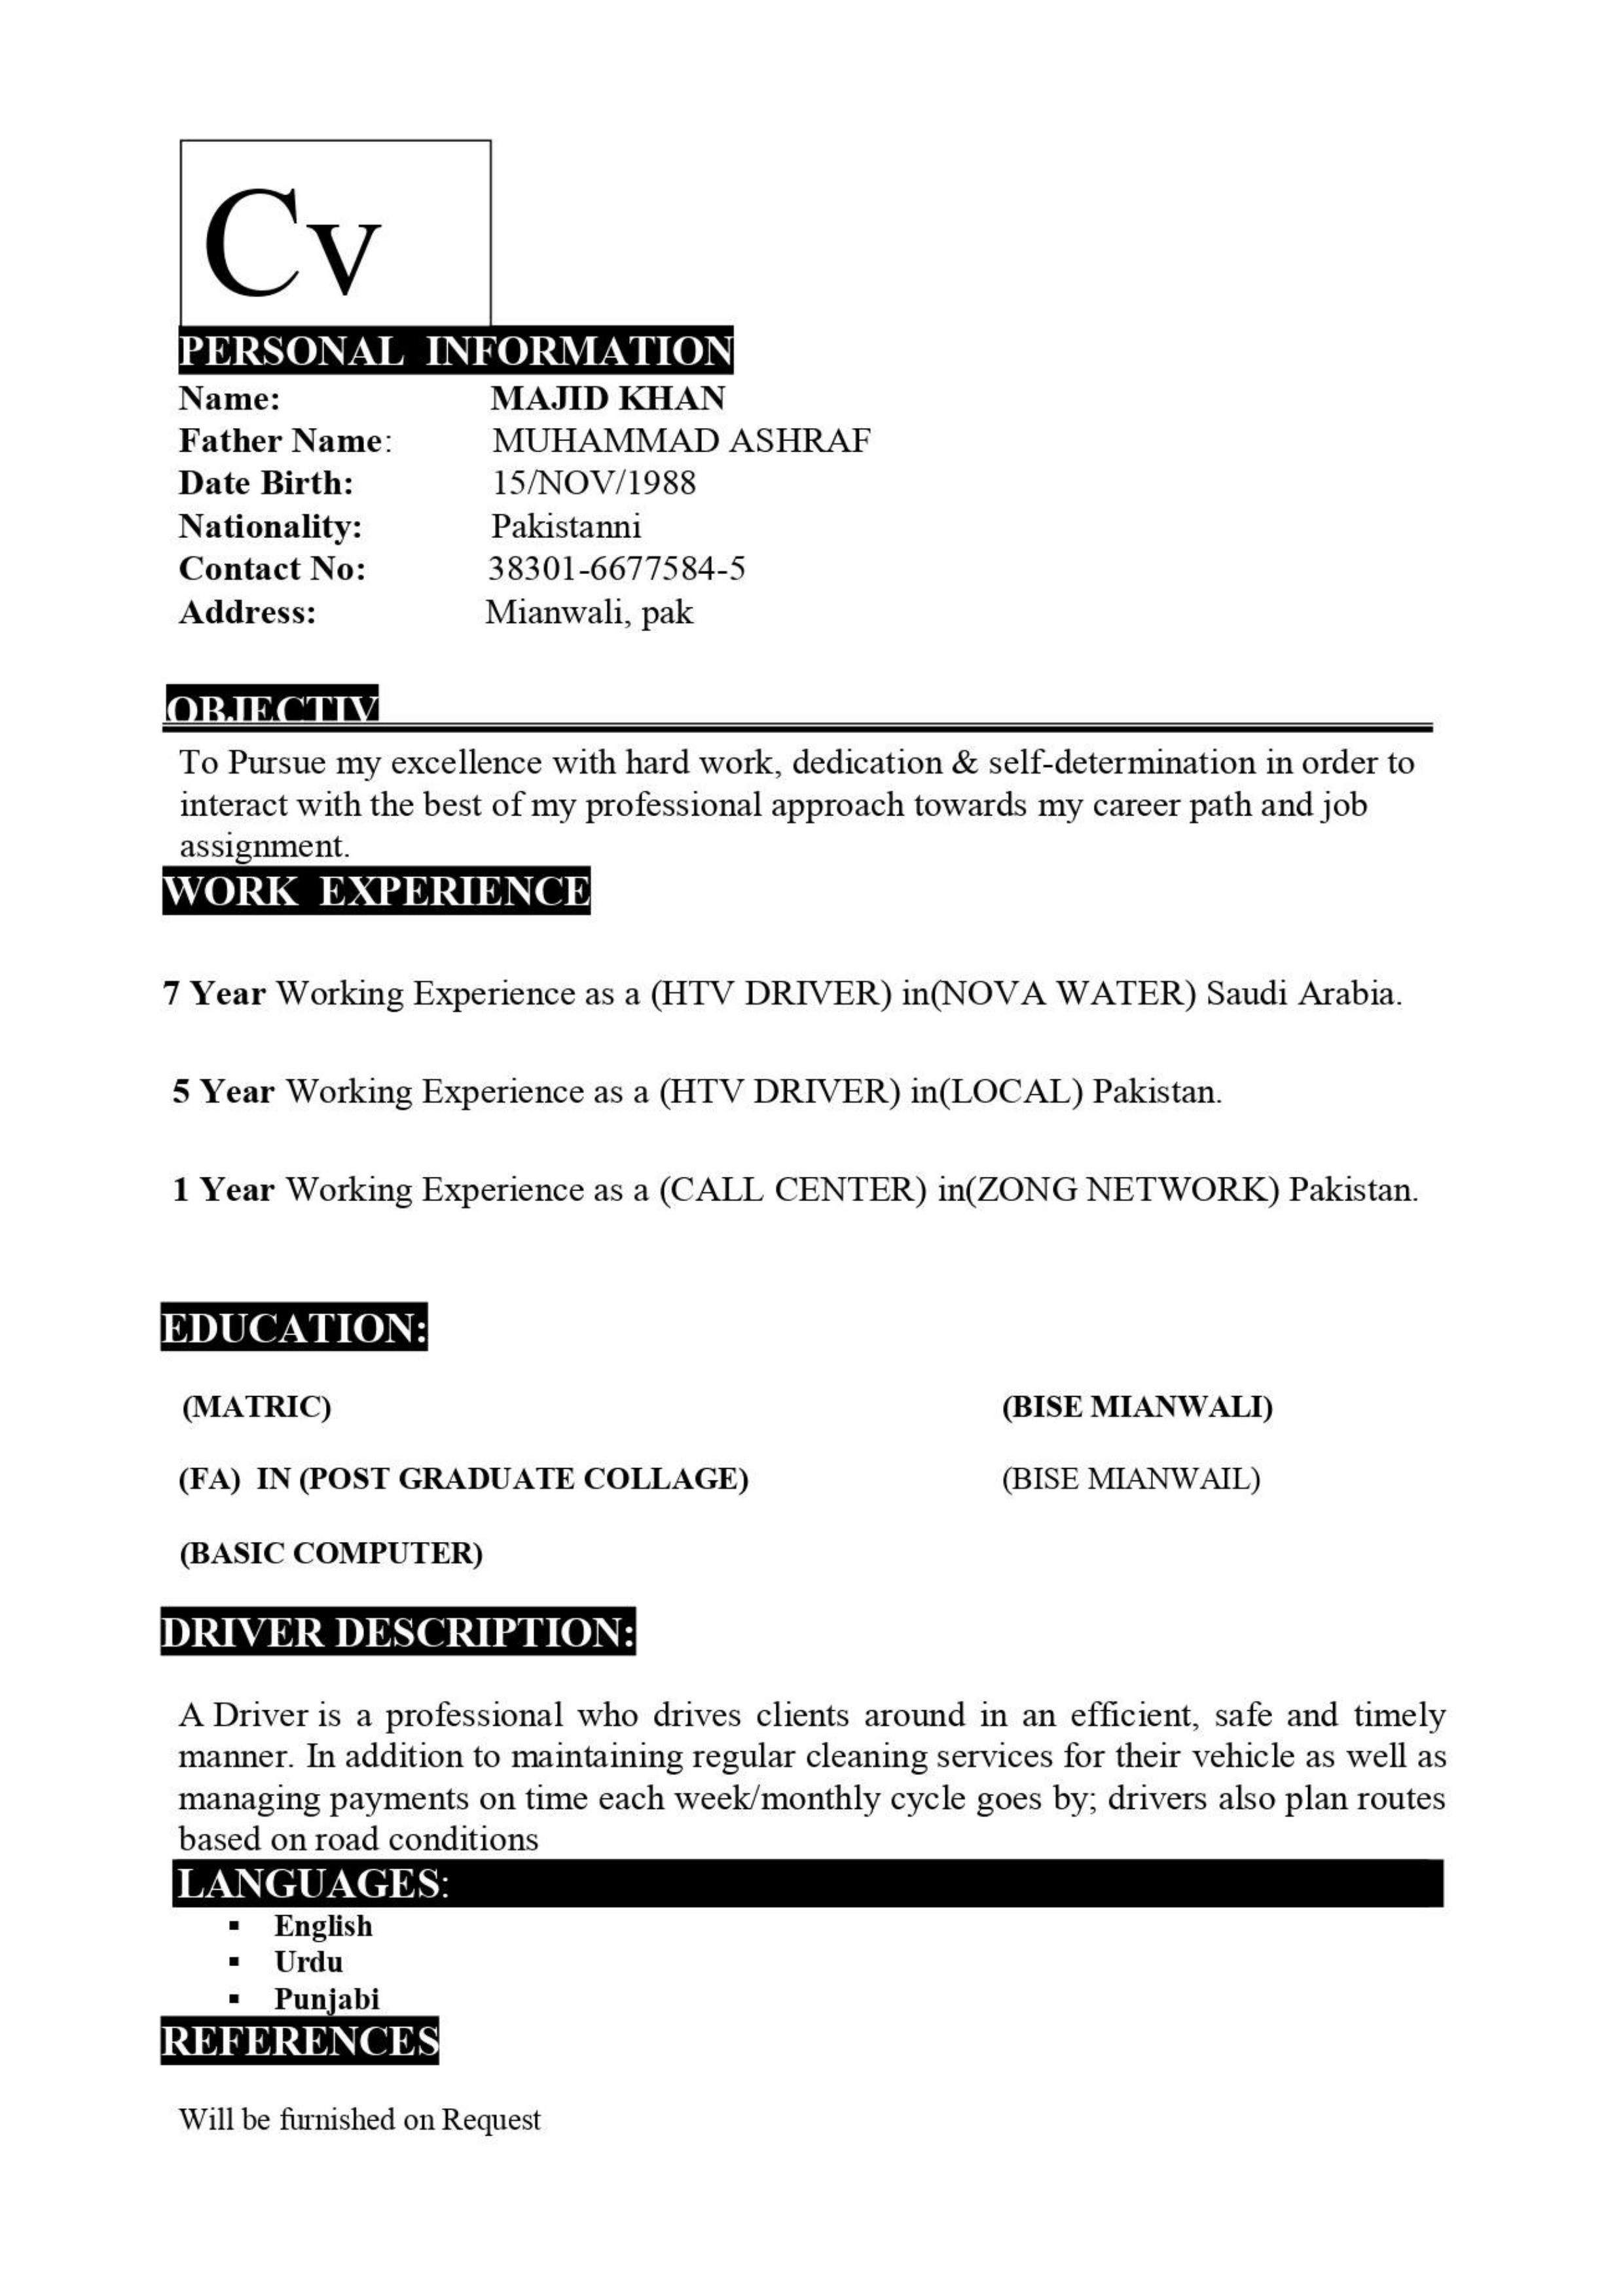 Cv
PERSONAL INFORMATION
Name: MAJID KHAN
Father Name: MUHAMMAD ASHRAF
Date Birth: 15/NOV/1988
Nationality: Pakistanni
Contact No: 38301-6677584-5
Address: Mianwali, pak
OBJECTIV
To Pursue my excellence with hard work, dedication & self-determination in order to
interact with the best of my professional approach towards my career path and job
assignment.
WORK EXPERIENCE
7 Year Working Experience as a (HTV DRIVER) in(NOVA WATER) Saudi Arabia.
5 Year Working Experience as a (HTV DRIVER) in(LOCAL) Pakistan.
1 Year Working Experience as a (CALL CENTER) in(ZONG NETWORK) Pakistan.
EDUCATION:
(MATRIC) (BISE MIANWALI)
(FA) IN (POST GRADUATE COLLAGE) (BISE MIANWAIL)
(BASIC COMPUTER)
DRIVER DESCRIPTION:
A Driver is a professional who drives clients around in an efficient, safe and timely
manner. In addition to maintaining regular cleaning services for their vehicle as well as
managing payments on time each week/monthly cycle goes by; drivers also plan routes
based on road conditions
LANGUAGES:
▪ English
▪ Urdu
▪ Punjabi
REFERENCES
Will be furnished on Request